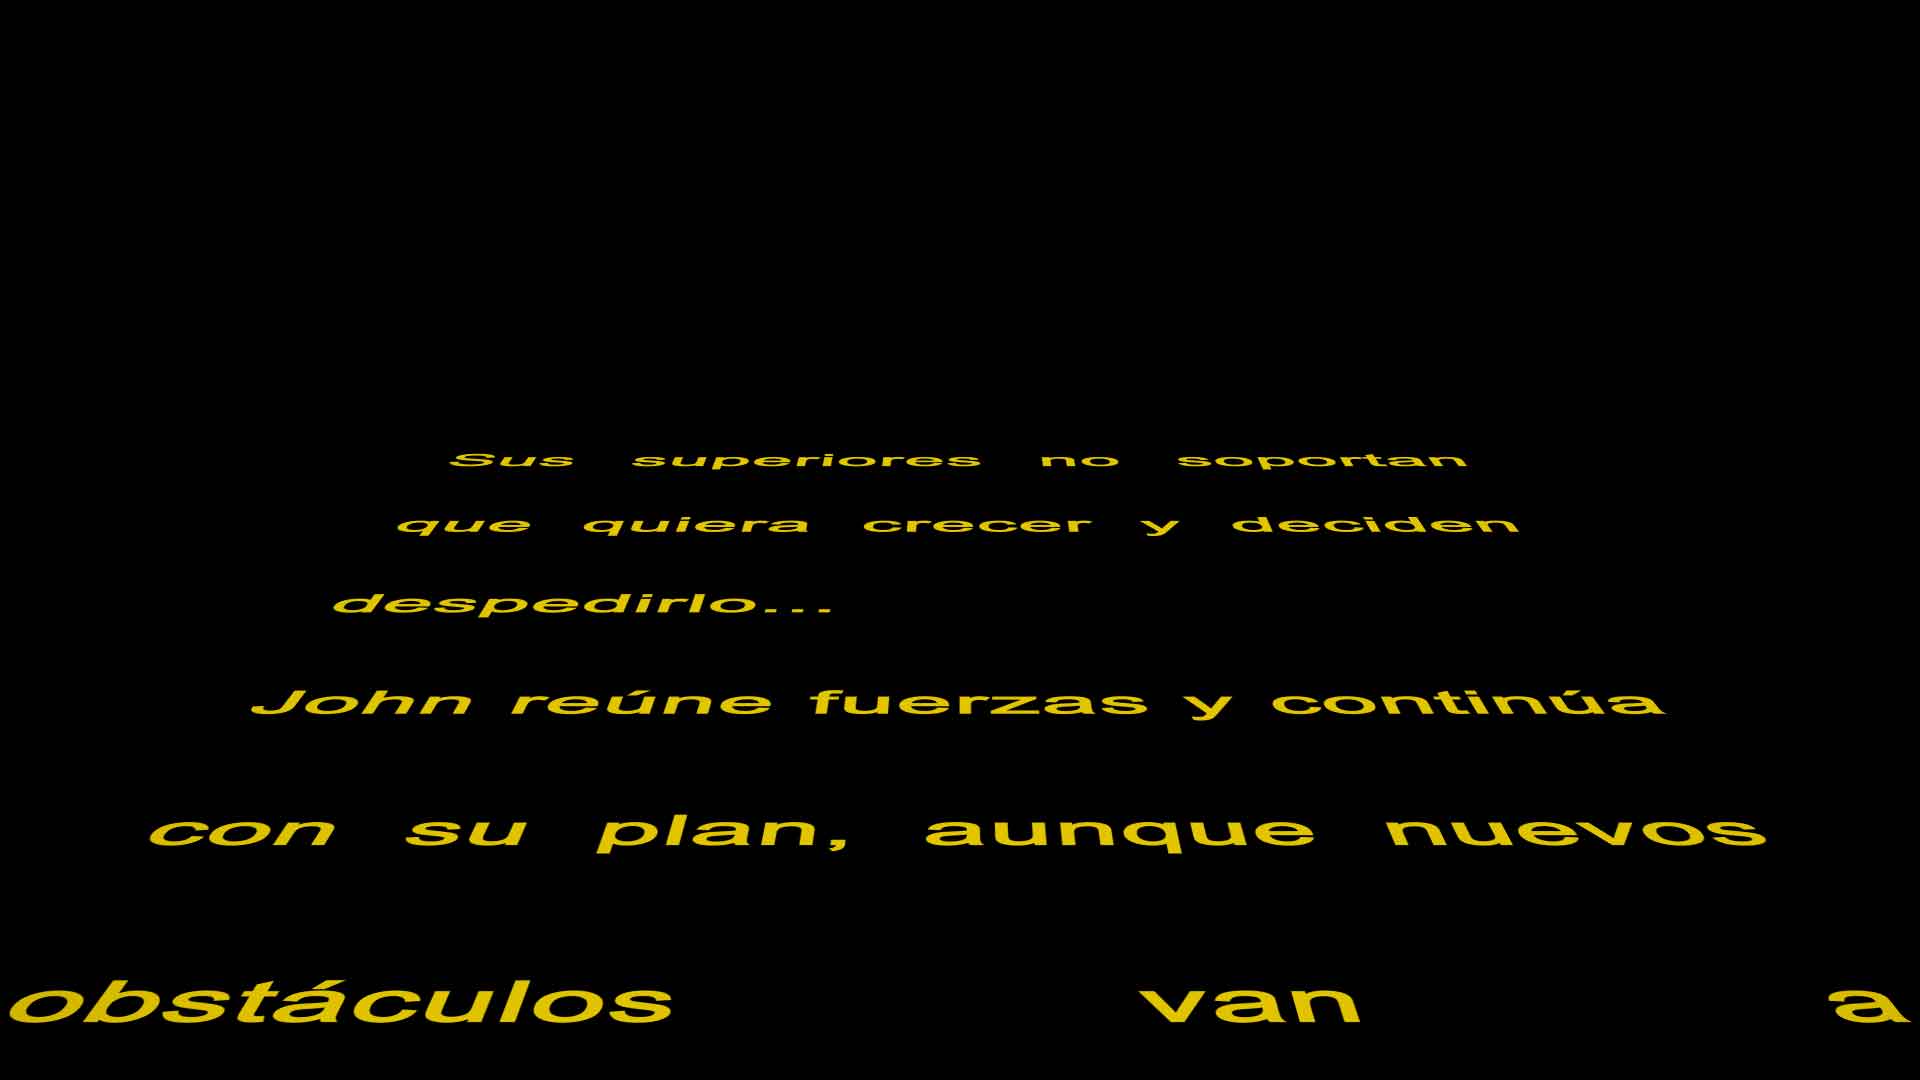 Sus superiores no soportan
que quiera crecer y deciden
despedirlo...
John reúne fuerzas y continúa
con su plan, aunque nuevos
obstáculos van a